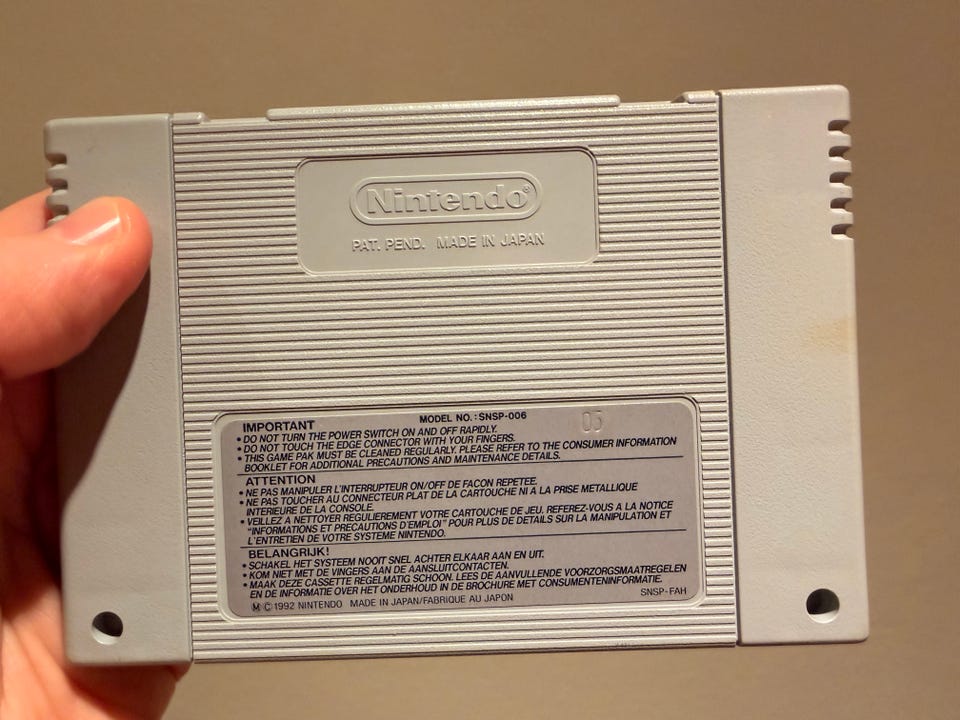 Nintendo®
PAT. PEND. MADE IN JAPAN
MODEL NO.: SNSP-006
05
IMPORTANT
• DO NOT TURN THE POWER SWITCH ON AND OFF RAPIDLY.
• DO NOT TOUCH THE EDGE CONNECTOR WITH YOUR FINGERS.
• THIS GAME PAK MUST BE CLEANED REGULARLY. PLEASE REFER TO THE CONSUMER INFORMATION
BOOKLET FOR ADDITIONAL PRECAUTIONS AND MAINTENANCE DETAILS.
ATTENTION
• NE PAS MANIPULER L'INTERRUPTEUR ON/OFF DE FACON REPETEE.
• NE PAS TOUCHER AU CONNECTEUR PLAT DE LA CARTOUCHE NI A LA PRISE METALLIQUE
INTERIEURE DE LA CONSOLE.
• VEILLEZ A NETTOYER REGULIEREMENT VOTRE CARTOUCHE DE JEU. REFEREZ-VOUS A LA NOTICE
"INFORMATIONS ET PRECAUTIONS D'EMPLOI" POUR PLUS DE DETAILS SUR LA MANIPULATION ET
L'ENTRETIEN DE VOTRE SYSTEME NINTENDO.
BELANGRIJK!
• SCHAKEL HET SYSTEEM NOOIT SNEL ACHTER ELKAAR AAN EN UIT.
• KOM NIET MET DE VINGERS AAN DE AANSLUITCONTACTEN.
• MAAK DEZE CASSETTE REGELMATIG SCHOON. LEES DE AANVULLENDE VOORZORGSMAATREGELEN
EN DE INFORMATIE OVER HET ONDERHOUD IN DE BROCHURE MET CONSUMENTENINFORMATIE.
Ⓜ © 1992 NINTENDO MADE IN JAPAN/FABRIQUE AU JAPON
SNSP-FAH